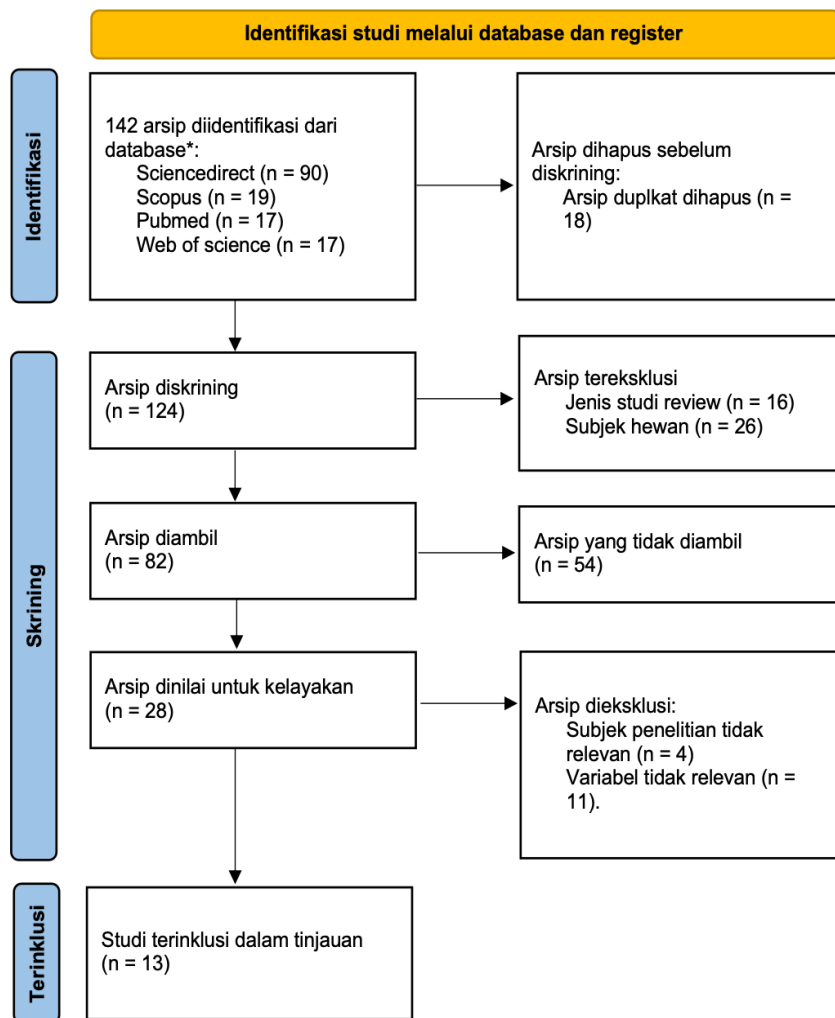 Identifikasi studi melalui database dan register
Identifikasi
142 arsip diidentifikasi dari
database*:
Sciencedirect (n = 90)
Scopus (n = 19)
Pubmed (n = 17)
Web of science (n = 17)
Arsip dihapus sebelum
diskrining:
Arsip duplkat dihapus (n =
18)
Skrining
Arsip diskrining
(n = 124)
Arsip tereksklusi
Jenis studi review (n = 16)
Subjek hewan (n = 26)
Arsip diambil
(n = 82)
Arsip yang tidak diambil
(n = 54)
Arsip dinilai untuk kelayakan
(n = 28)
Arsip dieksklusi:
Subjek penelitian tidak
relevan (n = 4)
Variabel tidak relevan (n =
11).
Terinklusi
Studi terinklusi dalam tinjauan
(n = 13)